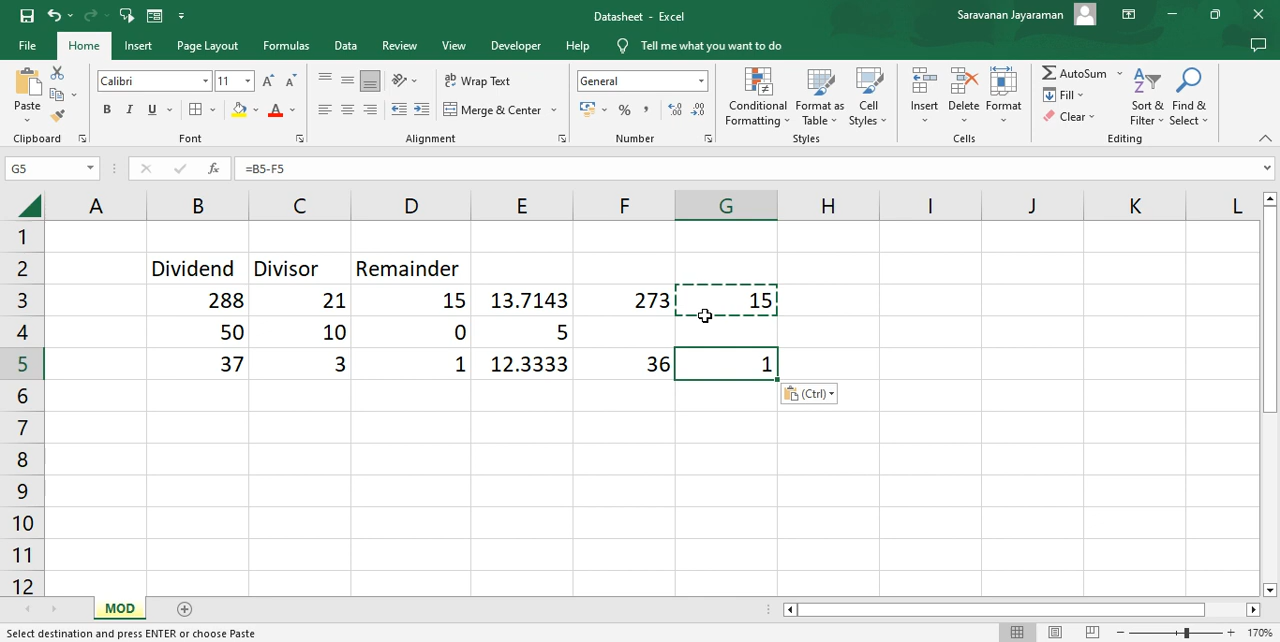 Datasheet - Excel
Saravanan Jayaraman
File Home Insert Page Layout Formulas Data Review View Developer Help Tell me what you want to do
Paste
Clipboard
Calibri 11
B I U A
Font
Wrap Text
Merge & Center
Alignment
General
% ,
Number
Conditional Formatting
Format as Table
Cell Styles
Styles
Insert Delete Format
Cells
AutoSum
Fill
Clear
Sort & Filter
Find & Select
Editing
G5 fx =B5-F5
A B C D E F G H I J K L
1
2 Dividend Divisor Remainder
3 288 21 15 13.7143 273 15
4 50 10 0 5
5 37 3 1 12.3333 36 1
6 (Ctrl)
7
8
9
10
11
12
MOD
Select destination and press ENTER or choose Paste
170%